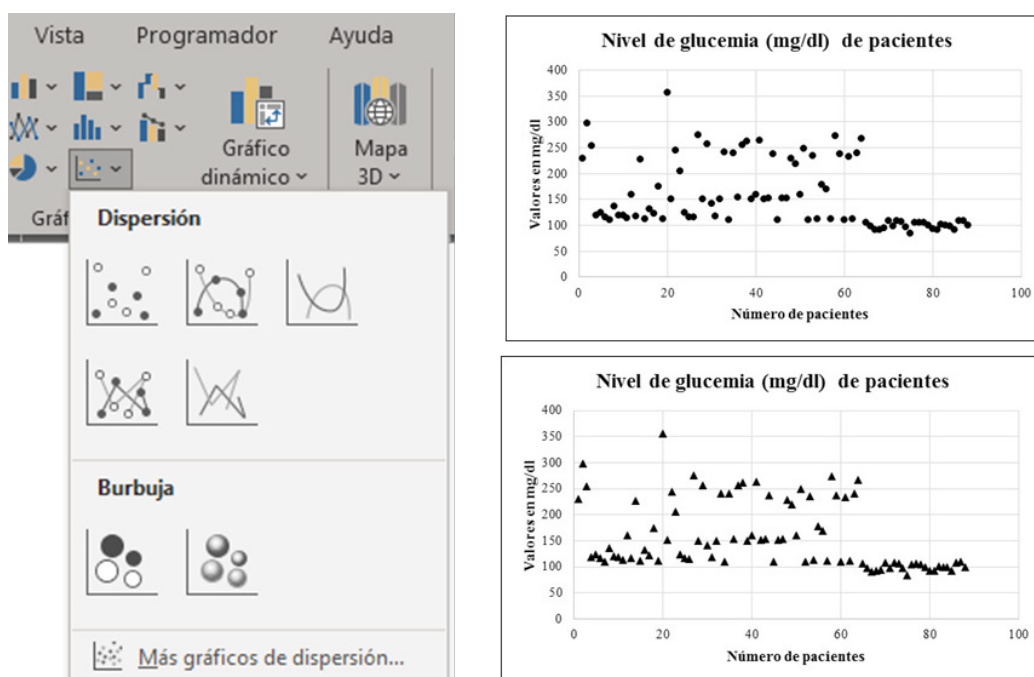 Vista Programador Ayuda
Gráfico
dinámico
Mapa
3D
Gráf
Dispersión
Burbuja
Más gráficos de dispersión...
Nivel de glucemia (mg/dl) de pacientes
400
350
300
250
200
150
100
50
0
0 20 40 60 80 100
Valores en mg/dl
Número de pacientes
Nivel de glucemia (mg/dl) de pacientes
400
350
300
250
200
150
100
50
0
0 20 40 60 80 100
Valores en mg/dl
Número de pacientes